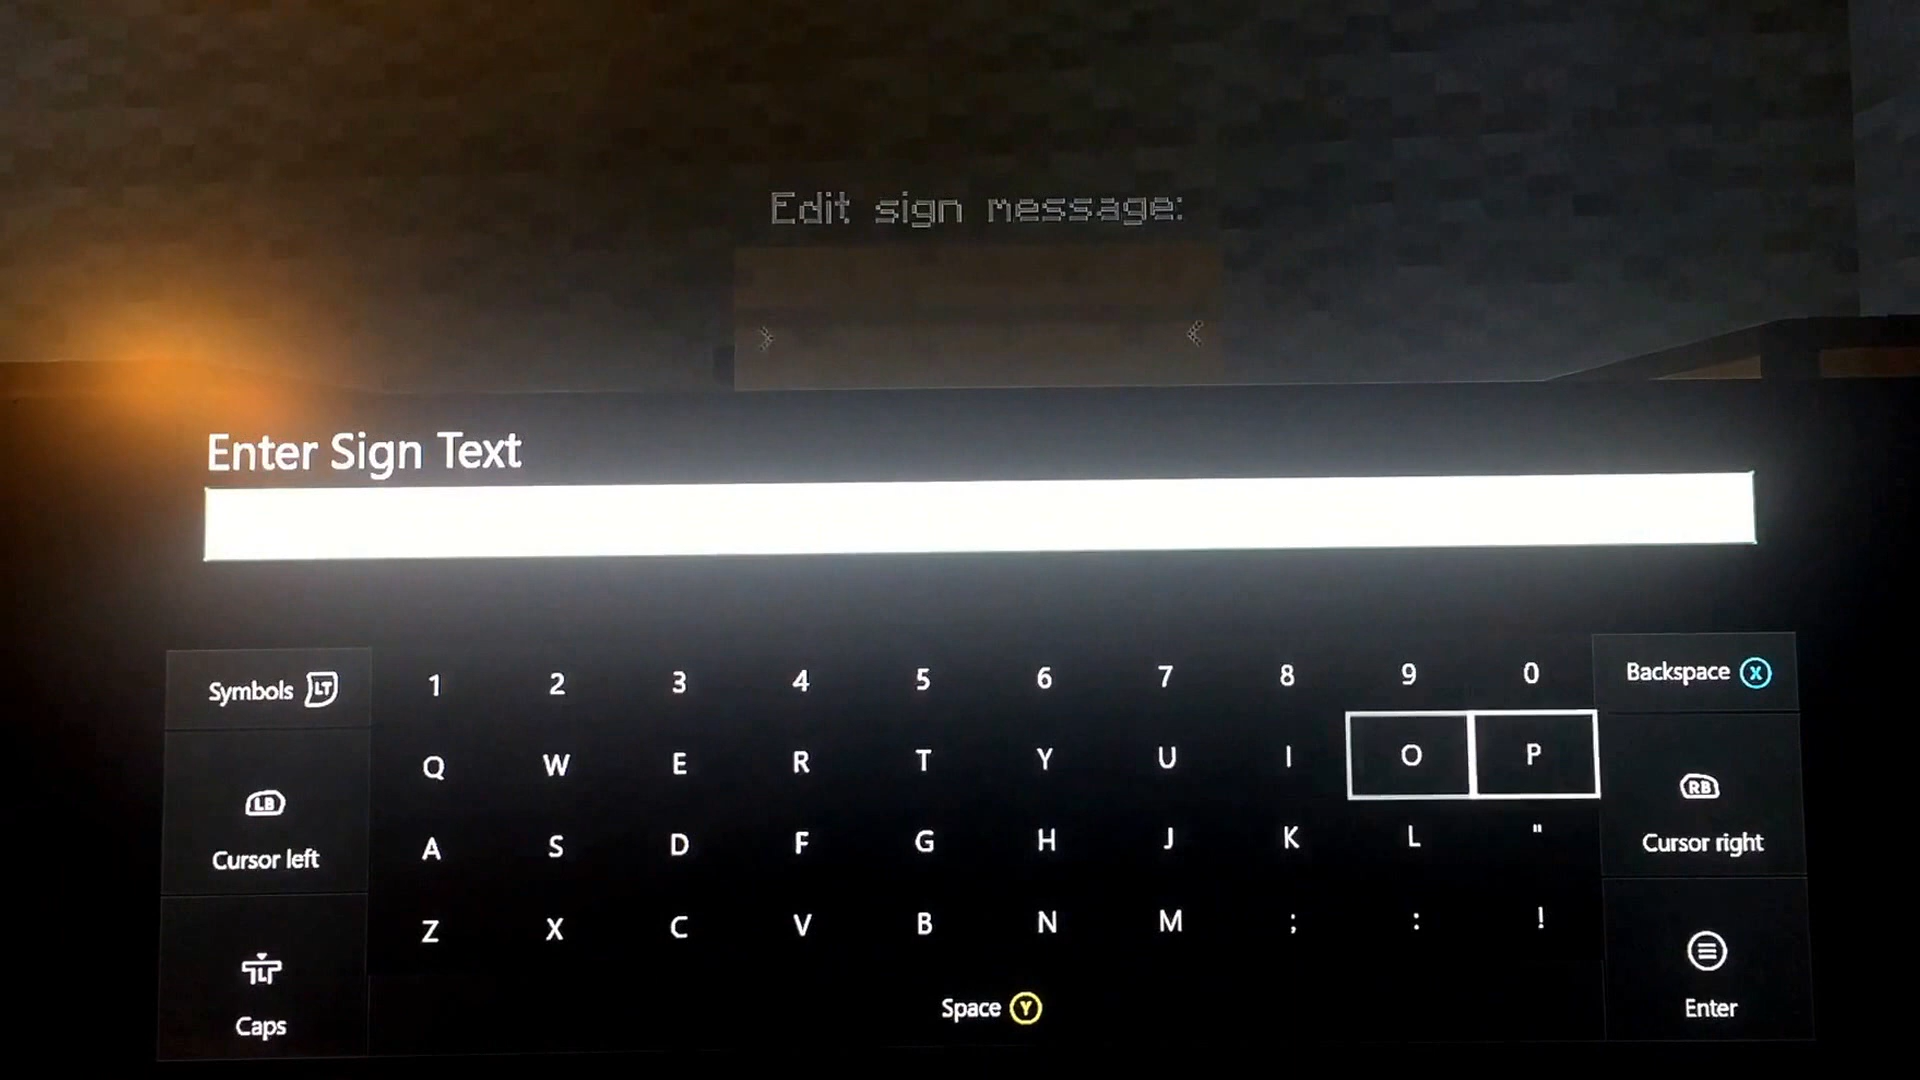 Edit sign message:
> <
Enter Sign Text
Symbols LT 1 2 3 4 5 6 7 8 9 0 Backspace X
Q W E R T Y U I O P
LB RB
Cursor left A S D F G H J K L " Cursor right
Z X C V B N M ; : !
L
Caps Space Y Enter